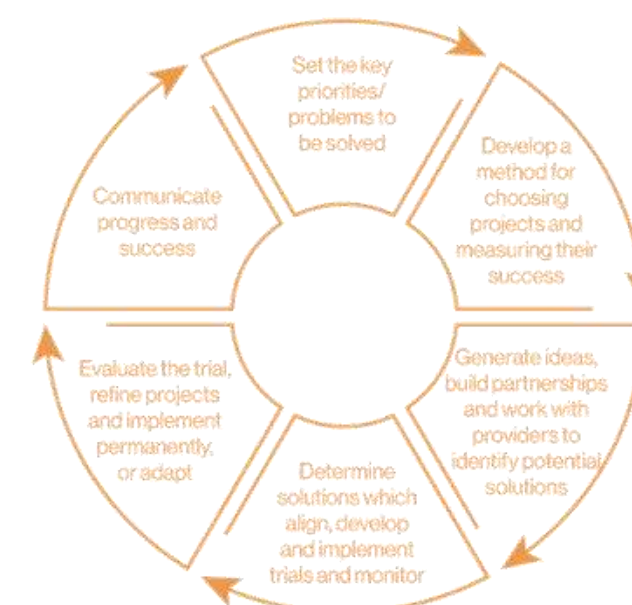 Set the key
priorities/
problems to
be solved
Develop a
method for
choosing
projects and
measuring their
success
Generate ideas,
build partnerships
and work with
providers to
identify potential
solutions
Determine
solutions which
align, develop
and implement
trials and monitor
Evaluate the trial,
refine projects
and implement
permanently,
or adapt
Communicate
progress and
success